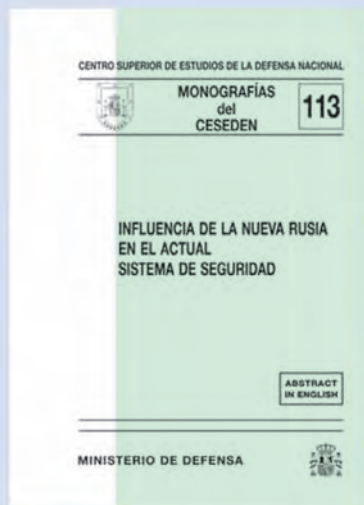 CENTRO SUPERIOR DE ESTUDIOS DE LA DEFENSA NACIONAL
MONOGRAFÍAS
del
CESEDEN
113
INFLUENCIA DE LA NUEVA RUSIA
EN EL ACTUAL
SISTEMA DE SEGURIDAD
ABSTRACT
IN ENGLISH
MINISTERIO DE DEFENSA